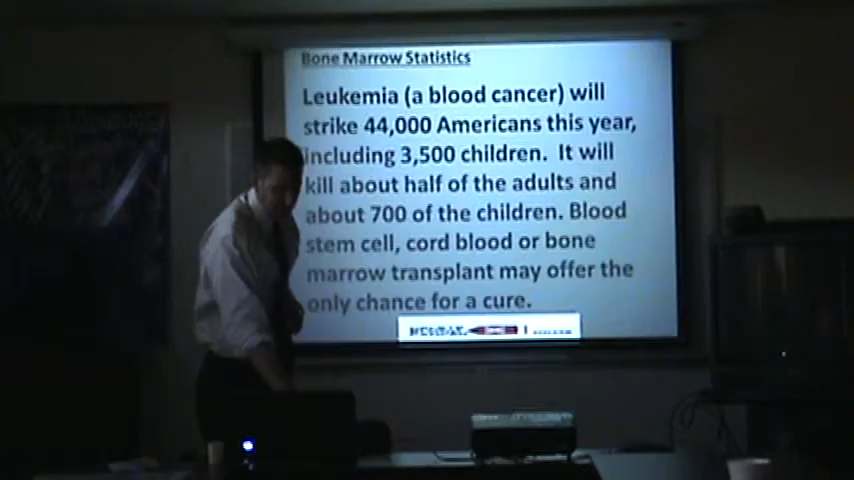 Bone Marrow Statistics
Leukemia (a blood cancer) will
strike 44,000 Americans this year,
including 3,500 children. It will
kill about half of the adults and
about 700 of the children. Blood
stem cell, cord blood or bone
marrow transplant may offer the
only chance for a cure.